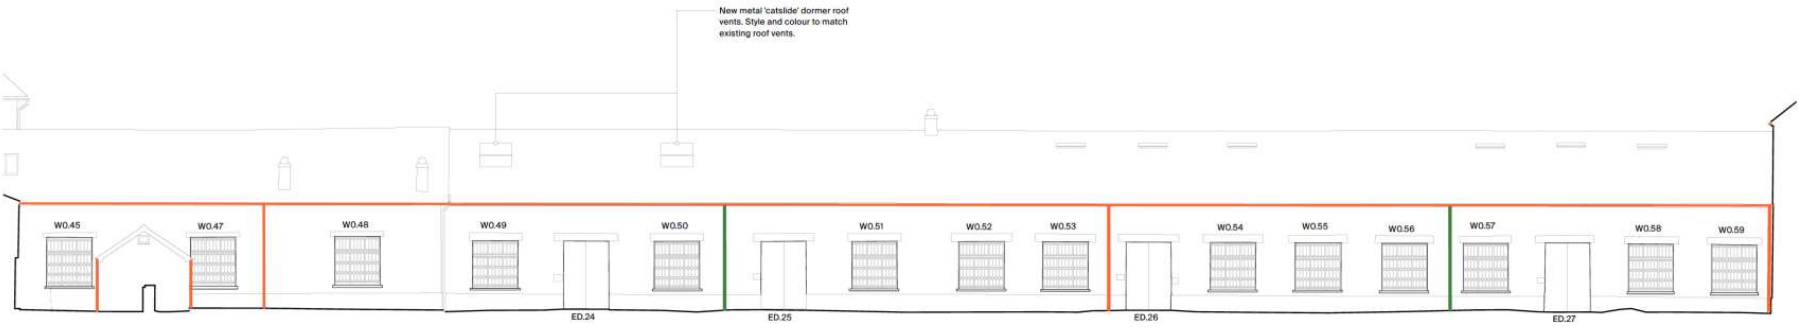 New metal 'catslide' dormer roof
vents. Style and colour to match
existing roof vents.
W0.45
W0.47
W0.48
W0.49
W0.50
W0.51
W0.52
W0.53
W0.54
W0.55
W0.56
W0.57
W0.58
W0.59
ED.24
ED.25
ED.26
ED.27